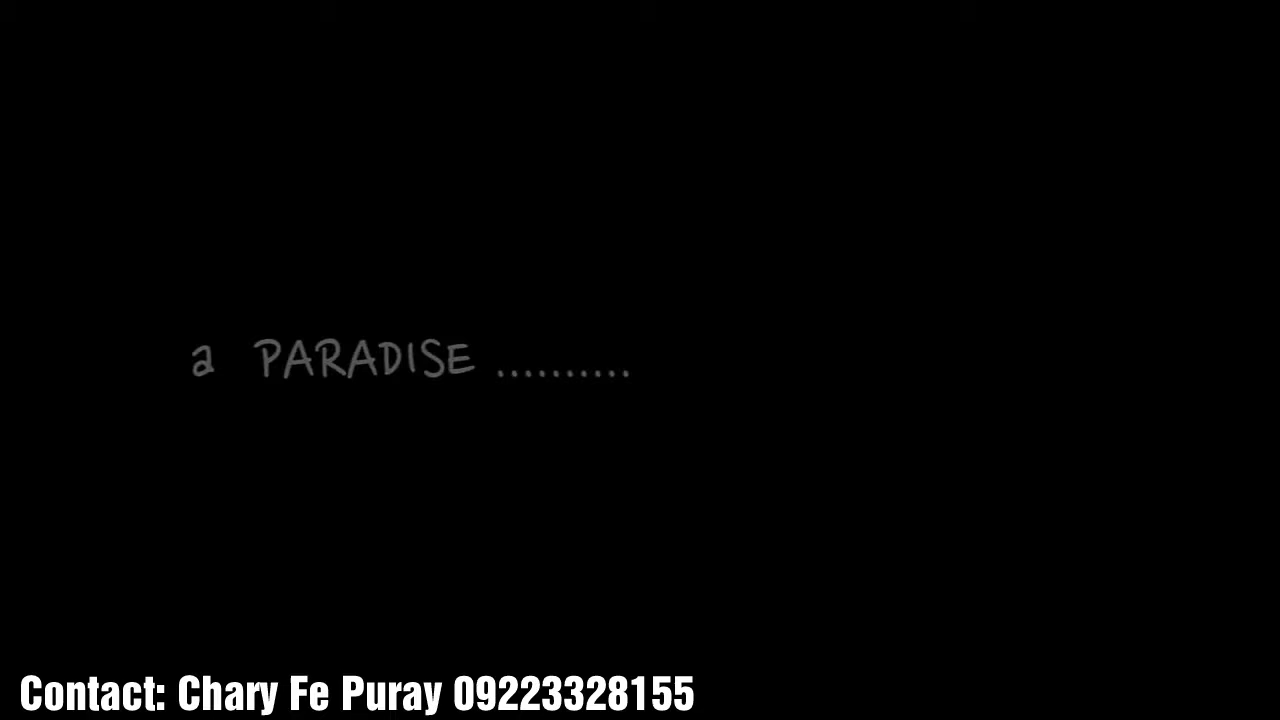 a PARADISE ..........
Contact: Chary Fe Puray 09223328155